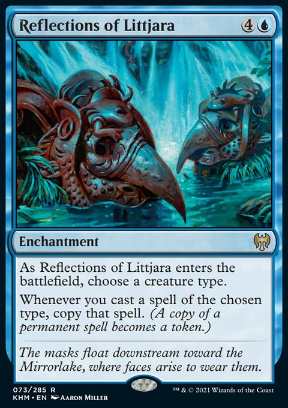 Reflections of Littjara 4
Enchantment
As Reflections of Littjara enters the
battlefield, choose a creature type.
Whenever you cast a spell of the chosen
type, copy that spell. (A copy of a
permanent spell becomes a token.)
The masks float downstream toward the
Mirrorlake, where faces arise to wear them.
073/285 R
KHM • EN Aaron Miller
™ & © 2021 Wizards of the Coast